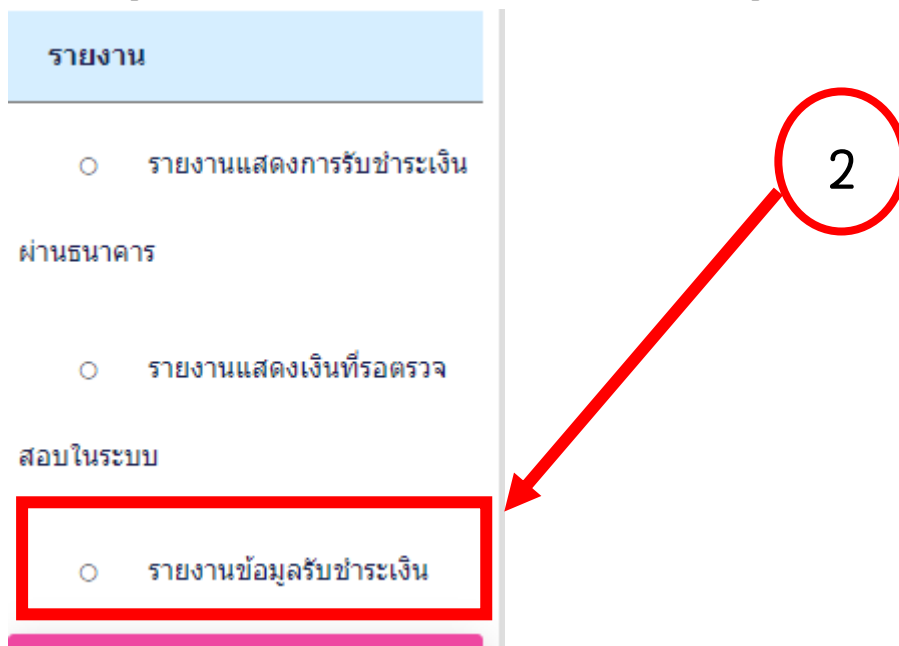 รายงาน
รายงานแสดงการรับชำระเงิน
2
ผ่านธนาคาร
รายงานแสดงเงินที่รอตรวจ
สอบในระบบ
รายงานข้อมูลรับชำระเงิน